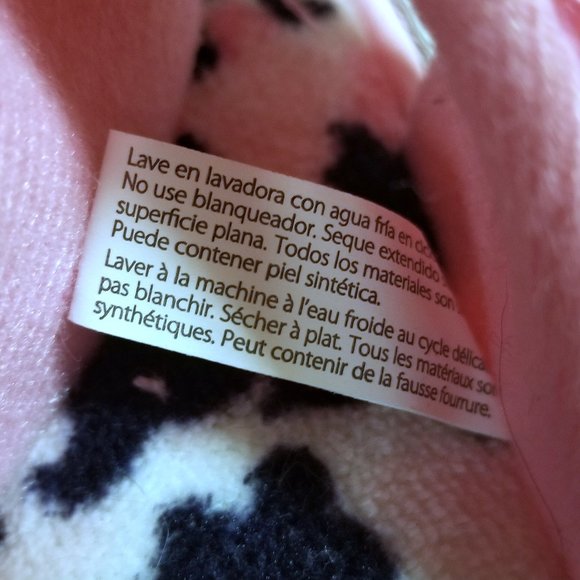 Lave en lavadora con agua fría en
No use blanqueador. Seque extendido
superficie plana. Todos los materiales son
Puede contener piel sintética.
Laver à la machine à l'eau froide au cycle
pas blanchir. Sécher à plat. Tous les matériaux
synthétiques. Peut contenir de la fausse fourrure.